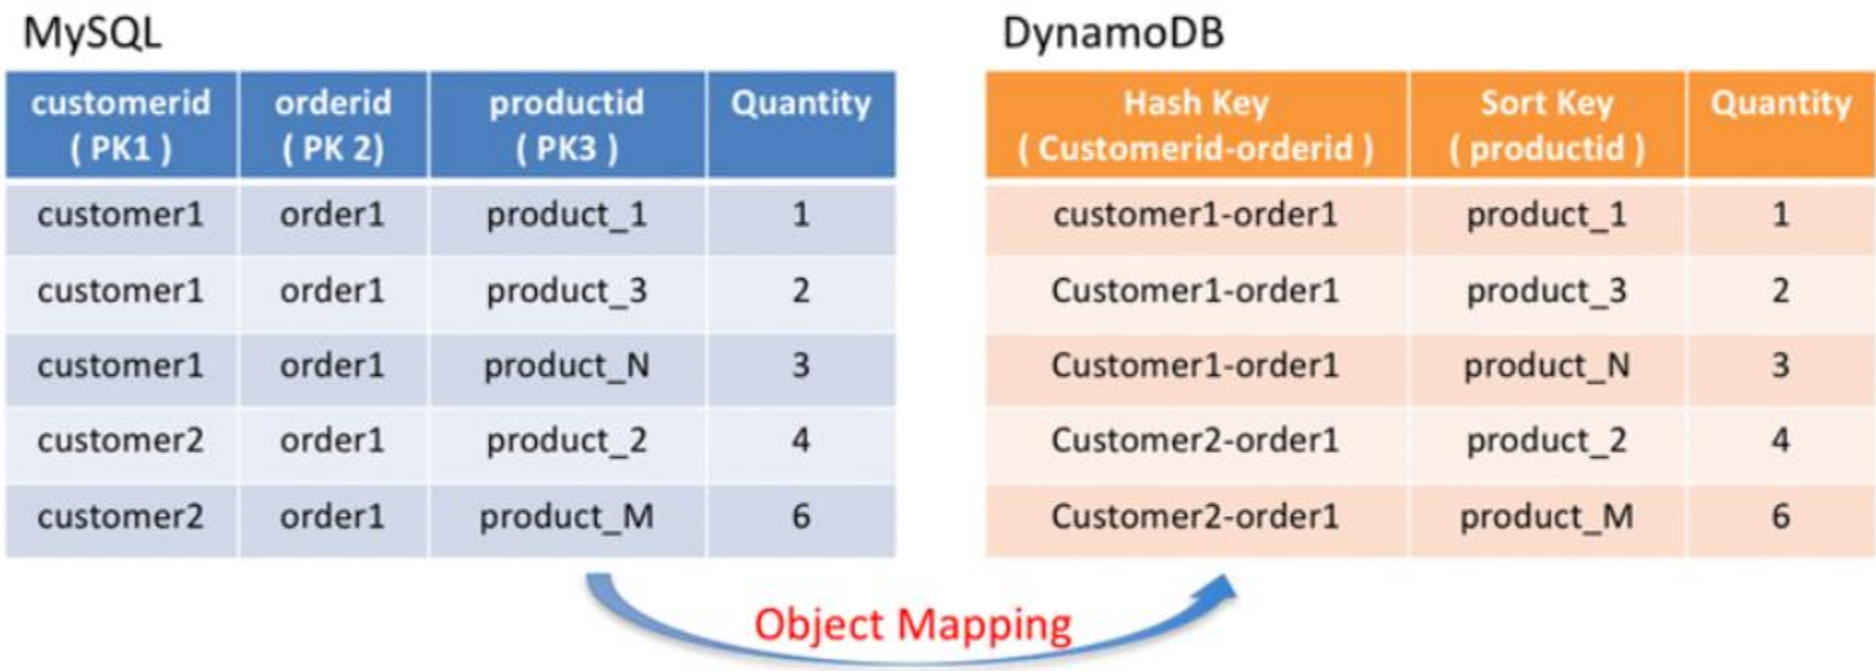 MySQL
customerid orderid productid Quantity
( PK1 ) ( PK 2) ( PK3 )
customer1 order1 product_1 1
customer1 order1 product_3 2
customer1 order1 product_N 3
customer2 order1 product_2 4
customer2 order1 product_M 6
DynamoDB
Hash Key Sort Key Quantity
( Customerid-orderid ) ( productid )
customer1-order1 product_1 1
Customer1-order1 product_3 2
Customer1-order1 product_N 3
Customer2-order1 product_2 4
Customer2-order1 product_M 6
Object Mapping